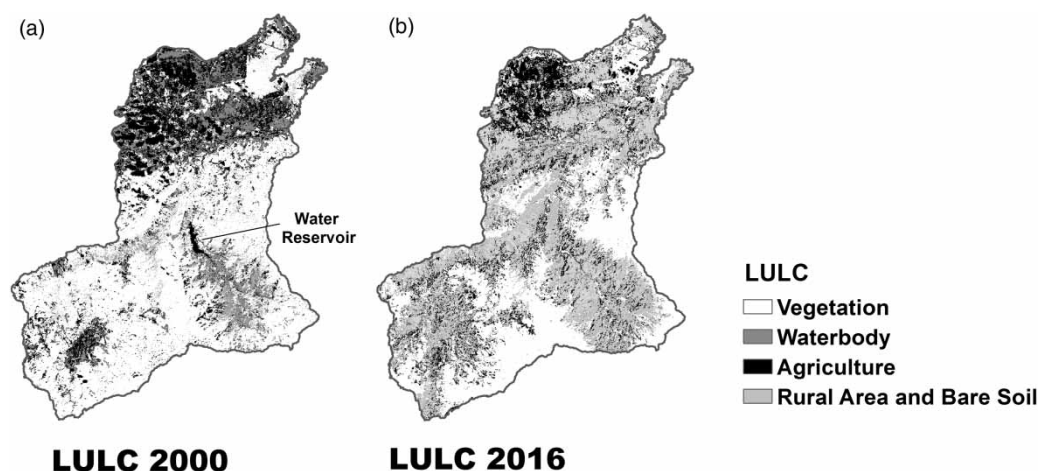 (a)
(b)
Water
Reservoir
LULC
Vegetation
Waterbody
Agriculture
Rural Area and Bare Soil
LULC 2000
LULC 2016